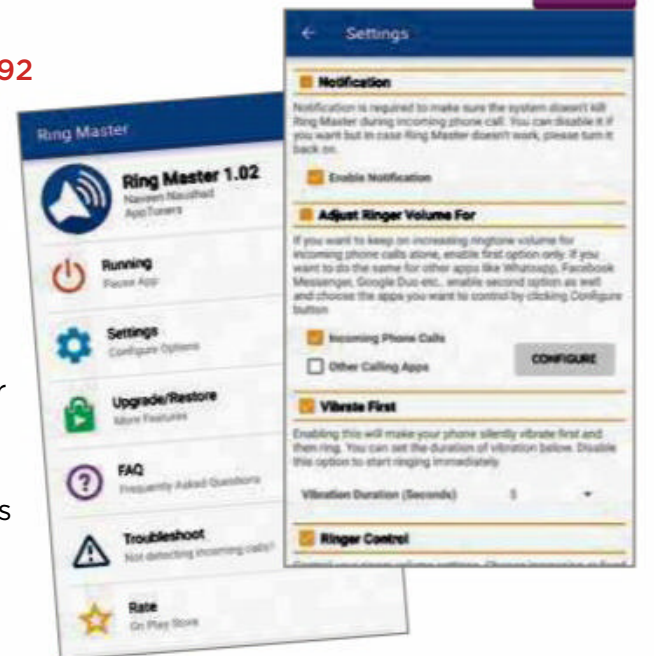 92
r
s
Ring Master
Ring Master 1.02
Naveen Naushad
AppTuners
Running
Pause App
Settings
Configure Options
Upgrade/Restore
More Features
FAQ
Frequently Asked Questions
Troubleshoot
Not detecting incoming calls?
Rate
On Play Store
← Settings
Notification
Notification is required to make sure the system doesn't kill
Ring Master during incoming phone call. You can disable it if
you want but in case Ring Master doesn't work, please turn it
back on.
Enable Notification
Adjust Ringer Volume For
If you want to keep on increasing ringtone volume for
incoming phone calls alone, enable first option only. If you
want to do the same for other apps like Whatsapp, Facebook
Messenger, Google Duo etc., enable second option as well
and choose the apps you want to control by clicking Configure
button
Incoming Phone Calls
Other Calling Apps
CONFIGURE
Vibrate First
Enabling this will make your phone silently vibrate first and
then ring. You can set the duration of vibration below. Disable
this option to start ringing immediately.
Vibration Duration (Seconds)
Ringer Control